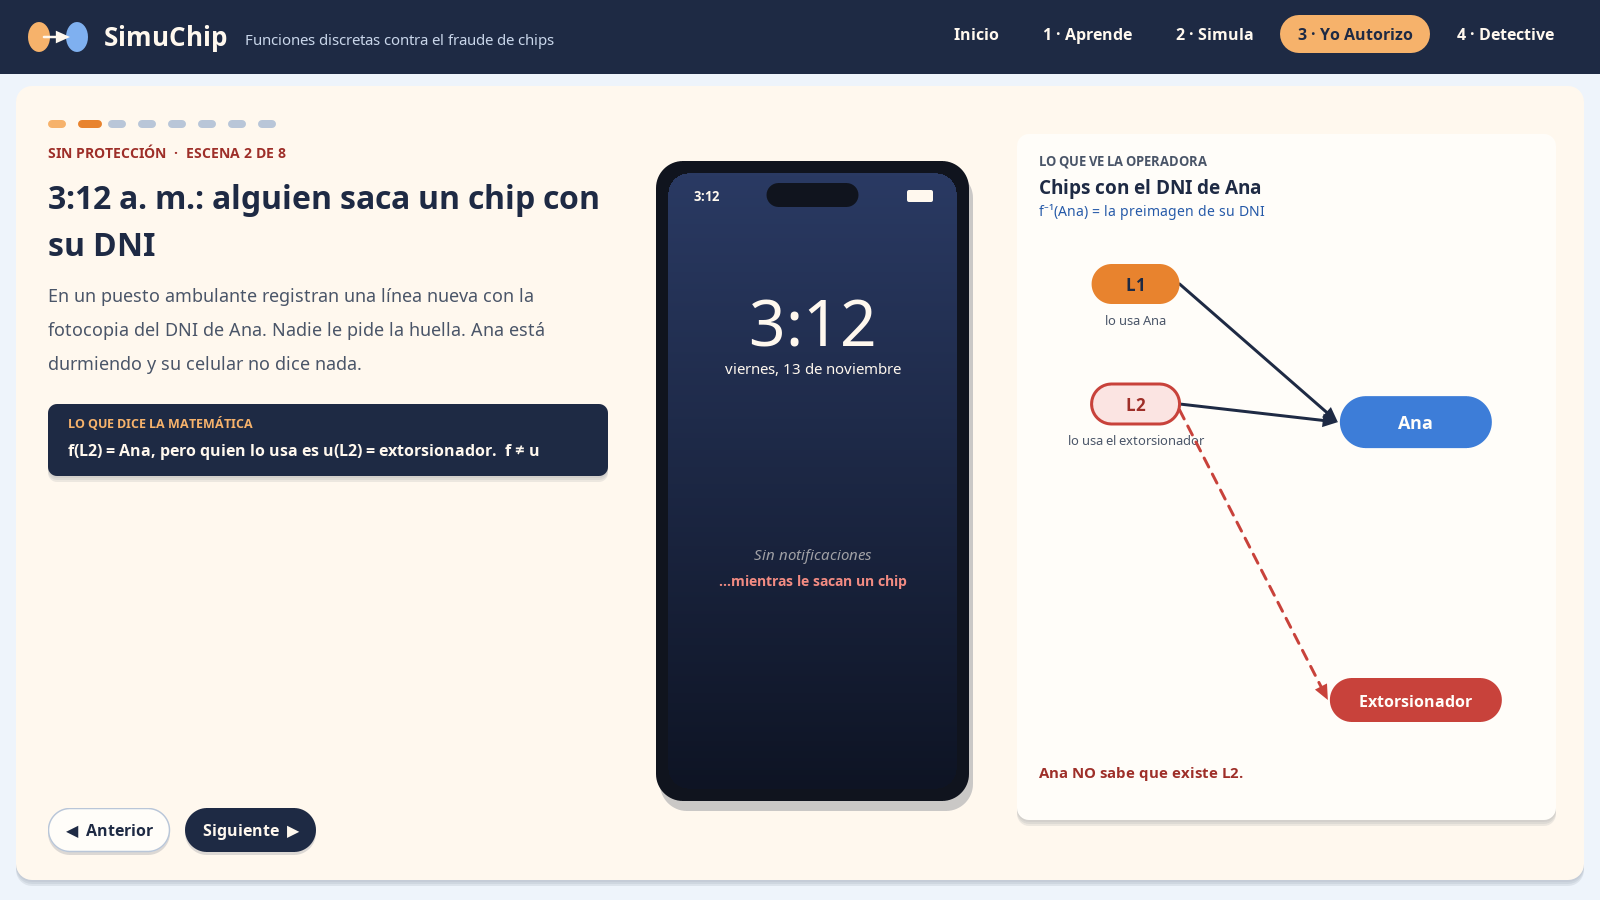 SimuChip
Funciones discretas contra el fraude de chips
Inicio
1 · Aprende
2 · Simula
3 · Yo Autorizo
4 · Detective
SIN PROTECCIÓN · ESCENA 2 DE 8
3:12 a. m.: alguien saca un chip con
su DNI
En un puesto ambulante registran una línea nueva con la
fotocopia del DNI de Ana. Nadie le pide la huella. Ana está
durmiendo y su celular no dice nada.
LO QUE DICE LA MATEMÁTICA
f(L2) = Ana, pero quien lo usa es u(L2) = extorsionador. f ≠ u
◀ Anterior
Siguiente ▶
3:12
3:12
viernes, 13 de noviembre
Sin notificaciones
...mientras le sacan un chip
LO QUE VE LA OPERADORA
Chips con el DNI de Ana
f⁻¹(Ana) = la preimagen de su DNI
L1
lo usa Ana
L2
lo usa el extorsionador
Ana
Extorsionador
Ana NO sabe que existe L2.